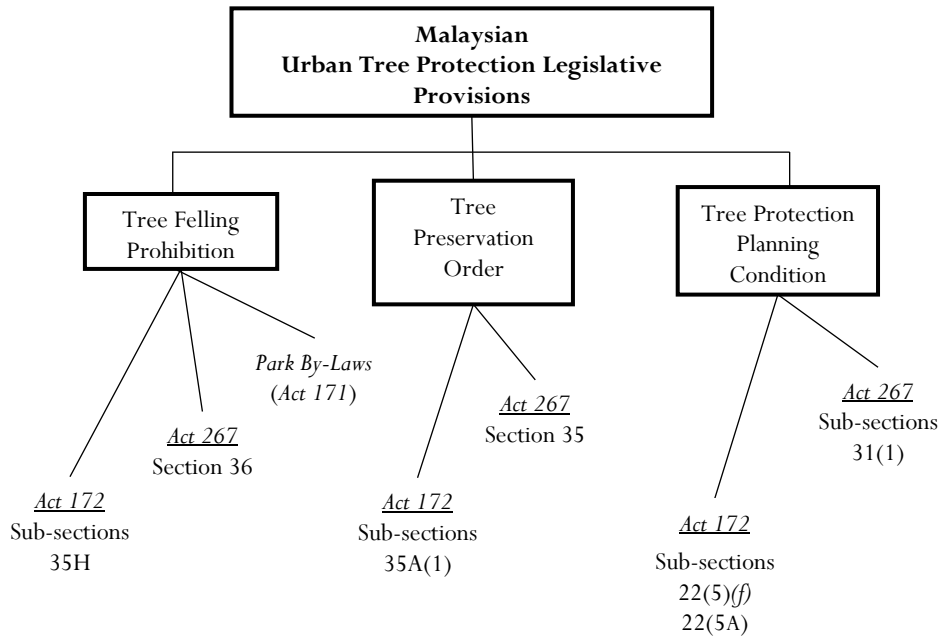 Malaysian
Urban Tree Protection Legislative
Provisions
Tree Felling
Prohibition
Tree
Preservation
Order
Tree Protection
Planning
Condition
Park By-Laws
(Act 171)
Act 267
Section 36
Act 172
Sub-sections
35H
Act 267
Section 35
Act 172
Sub-sections
35A(1)
Act 267
Sub-sections
31(1)
Act 172
Sub-sections
22(5)(f)
22(5A)